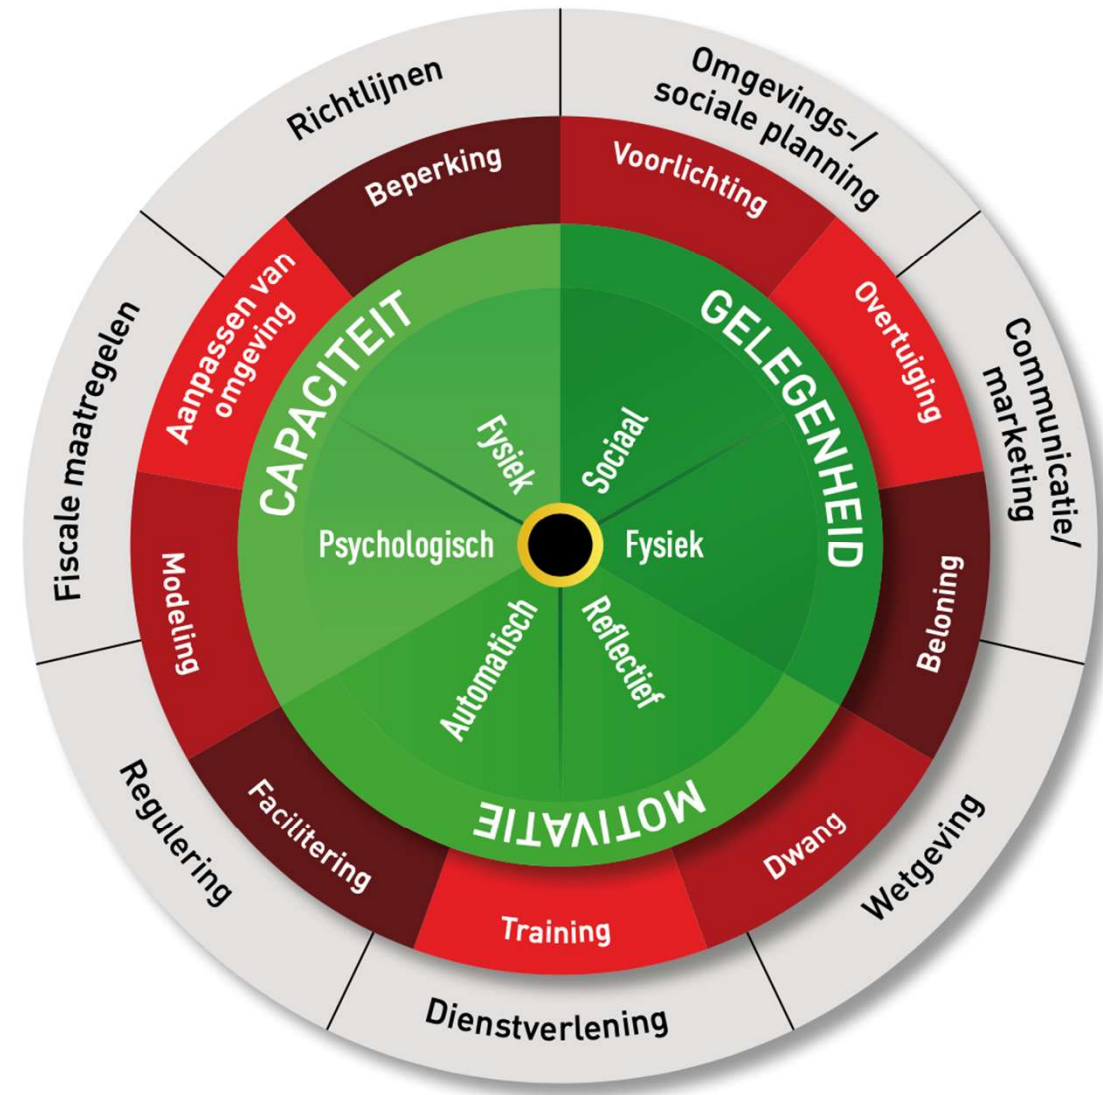 Richtlijnen
Omgevings-/
sociale planning
Communicatie/
marketing
Wetgeving
Dienstverlening
Regulering
Fiscale maatregelen
Beperking
Voorlichting
Overtuiging
Beloning
Dwang
Training
Facilitering
Modeling
Aanpassen van
omgeving
CAPACITEIT
GELEGENHEID
MOTIVATIE
Fysiek
Sociaal
Psychologisch
Fysiek
Automatisch
Reflectief